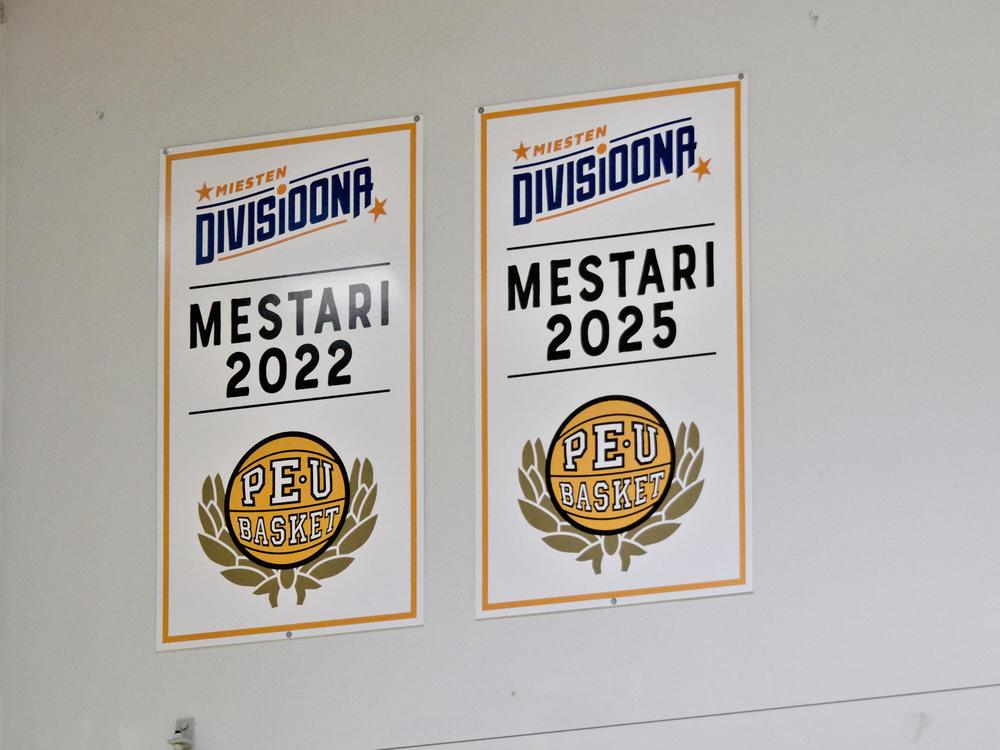 MIESTEN
DIVISIOONA
MESTARI
2022
PE·U
BASKET
MIESTEN
DIVISIOONA
MESTARI
2025
PE·U
BASKET